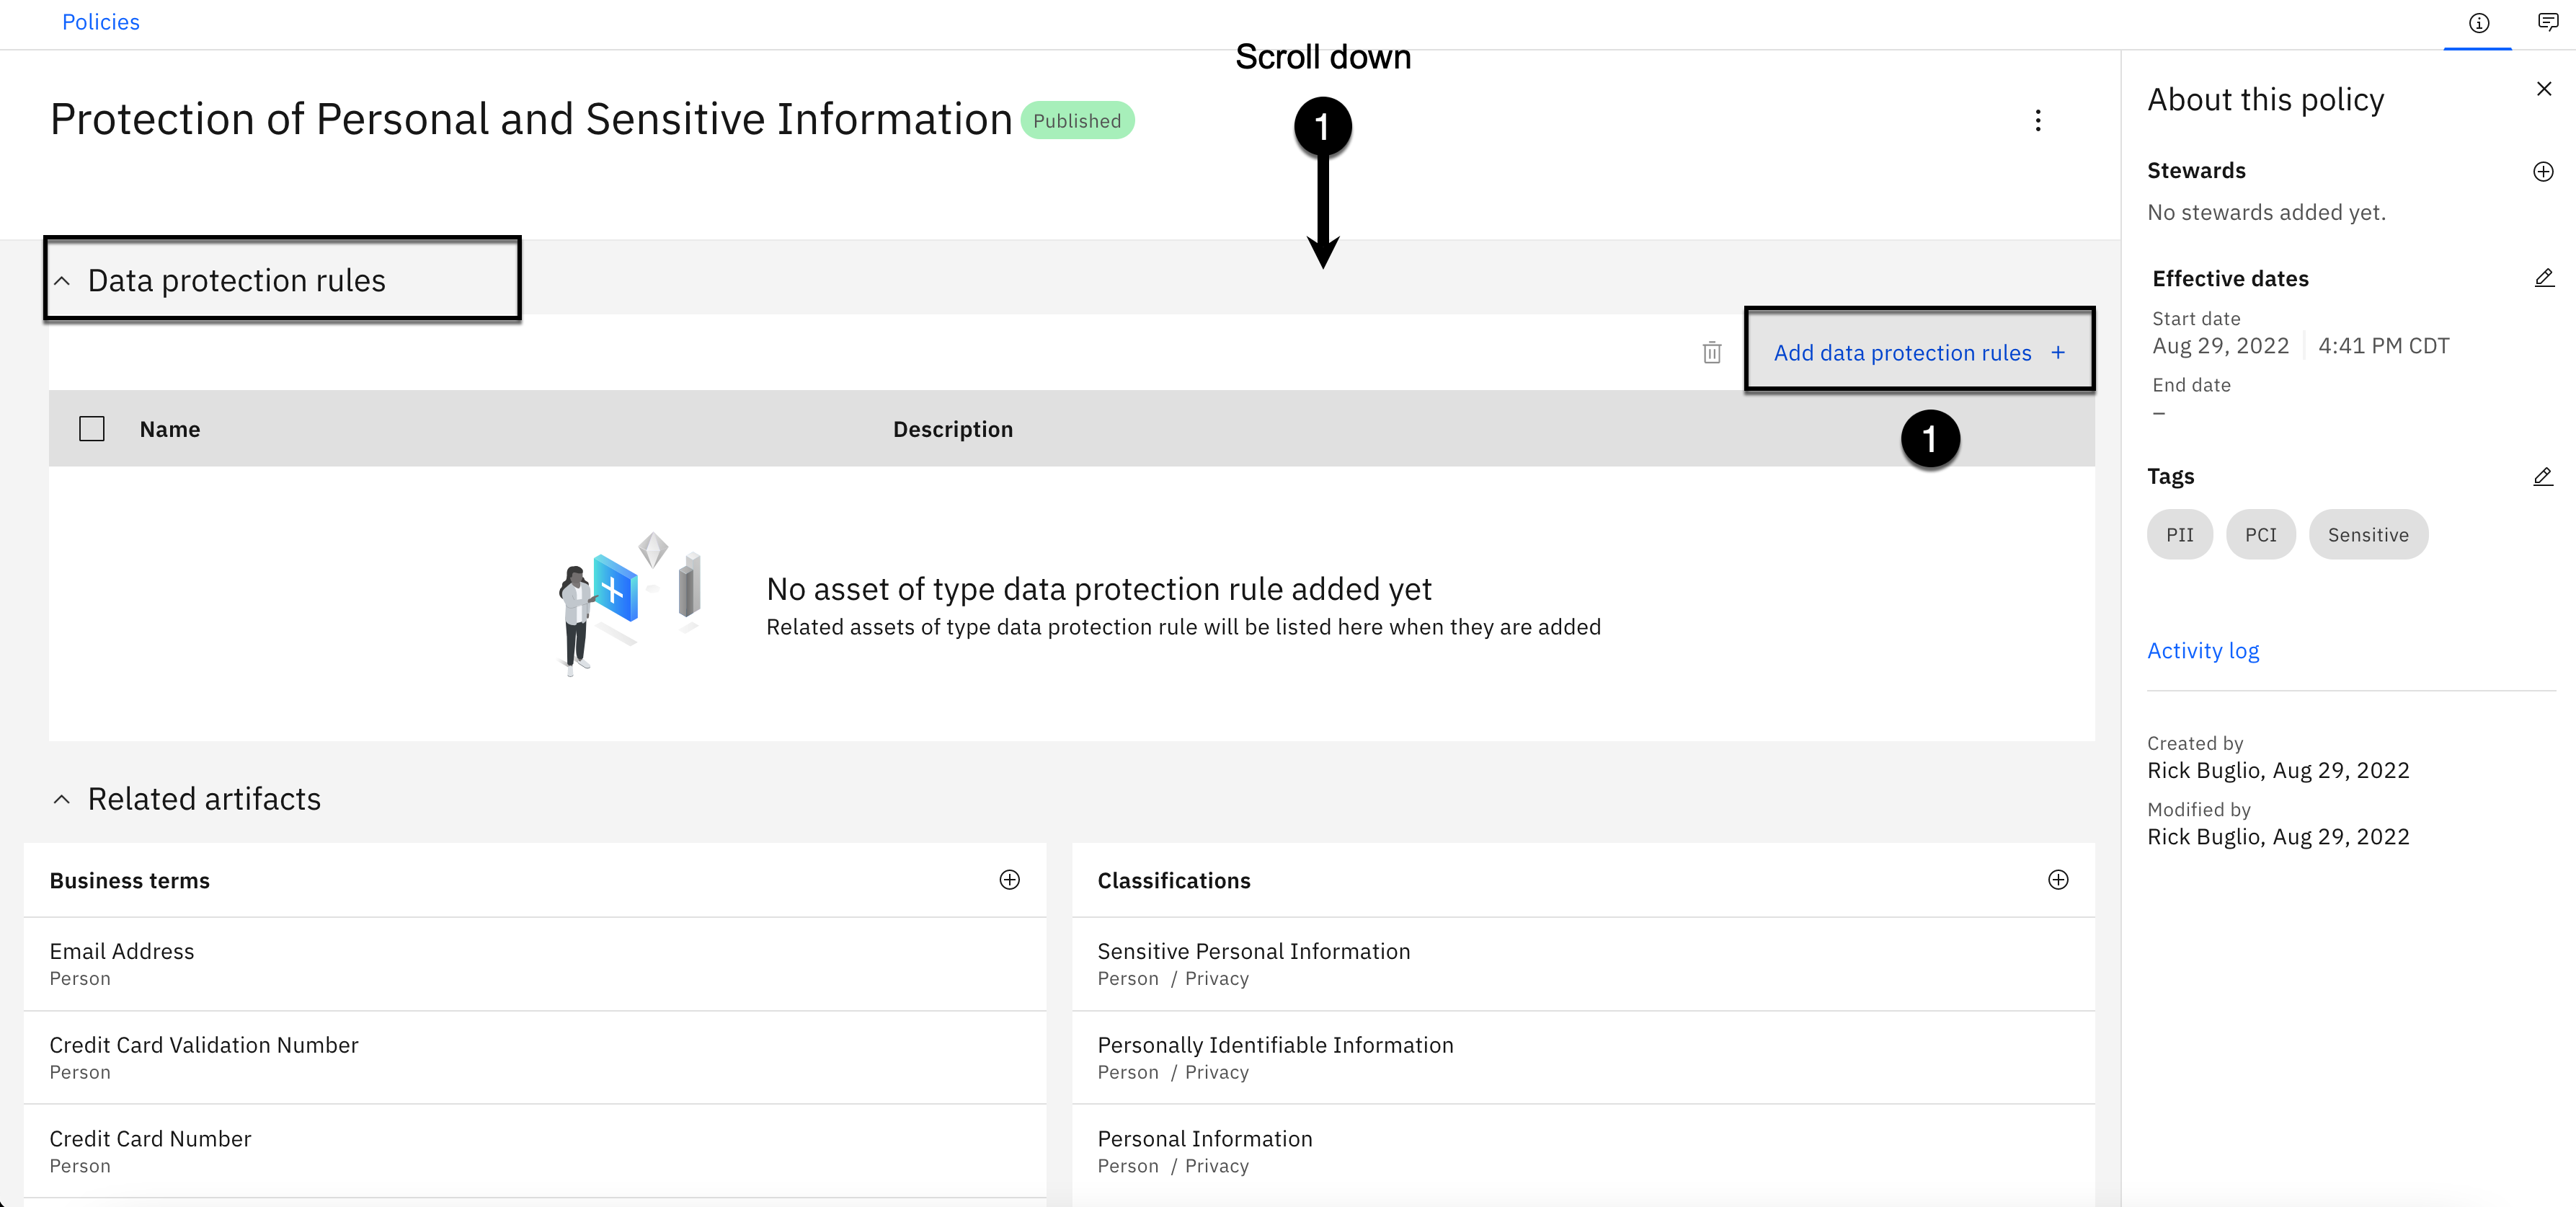 Policies
Scroll down
1
Protection of Personal and Sensitive Information Published
Data protection rules
Add data protection rules +
1
Name Description
No asset of type data protection rule added yet
Related assets of type data protection rule will be listed here when they are added
Related artifacts
Business terms
Email Address
Person
Credit Card Validation Number
Person
Credit Card Number
Person
Classifications
Sensitive Personal Information
Person / Privacy
Personally Identifiable Information
Person / Privacy
Personal Information
Person / Privacy
About this policy
Stewards
No stewards added yet.
Effective dates
Start date
Aug 29, 2022 4:41 PM CDT
End date
–
Tags
PII PCI Sensitive
Activity log
Created by
Rick Buglio, Aug 29, 2022
Modified by
Rick Buglio, Aug 29, 2022